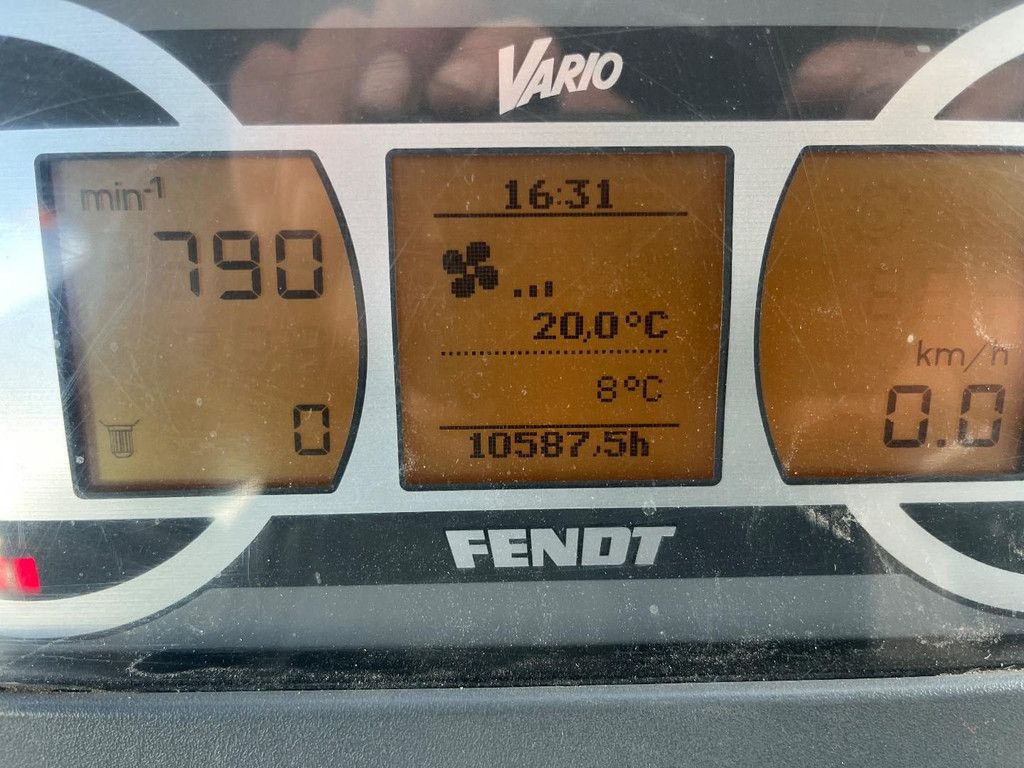 VARIO
min-1
790
0
16:31
20,0°C
8°C
10587,5h
km/h
0.0
FENDT